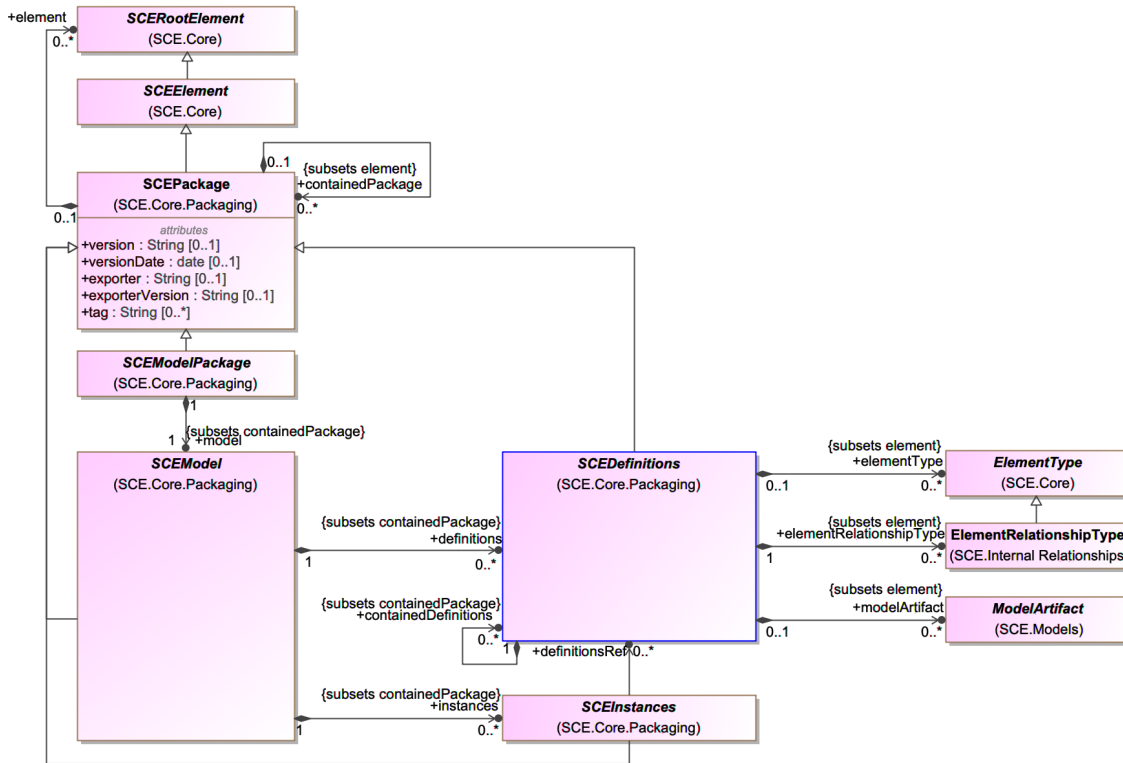 +element
0..*
SCERootElement
(SCE.Core)
SCEElement
(SCE.Core)
0..1
{subsets element}
+containedPackage
0..*
SCEPackage
(SCE.Core.Packaging)
0..1
attributes
+version : String [0..1]
+versionDate : date [0..1]
+exporter : String [0..1]
+exporterVersion : String [0..1]
+tag : String [0..*]
SCEModelPackage
(SCE.Core.Packaging)
1
{subsets containedPackage}
1
+model
SCEModel
(SCE.Core.Packaging)
SCEDefinitions
(SCE.Core.Packaging)
{subsets element}
+elementType
0..1
0..*
ElementType
(SCE.Core)
{subsets containedPackage}
+definitions
1
0..*
{subsets element}
+elementRelationshipType
1
0..*
ElementRelationshipType
(SCE.Internal Relationships
{subsets containedPackage}
+containedDefinitions
0..*
1
{subsets element}
+modelArtifact
0..1
0..*
ModelArtifact
(SCE.Models)
+definitionsRef
0..*
{subsets containedPackage}
+instances
1
0..*
SCEInstances
(SCE.Core.Packaging)